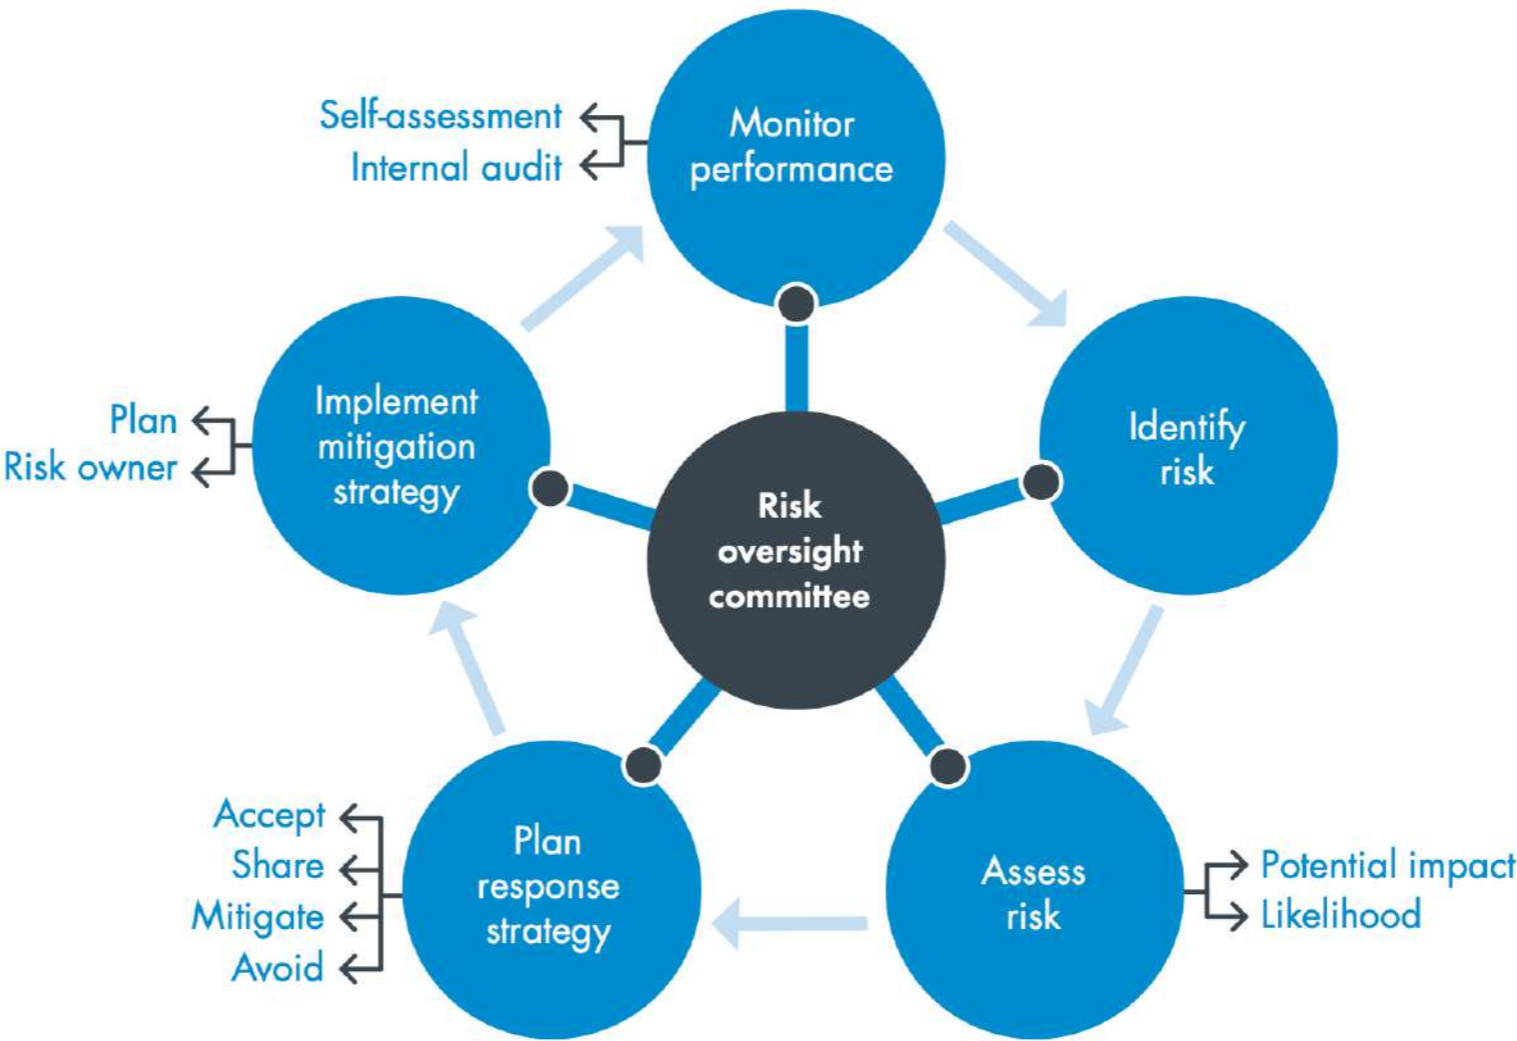 Self-assessment
Internal audit
Monitor
performance
Plan
Risk owner
Implement
mitigation
strategy
Identify
risk
Risk
oversight
committee
Accept
Share
Mitigate
Avoid
Plan
response
strategy
Assess
risk
Potential impact
Likelihood